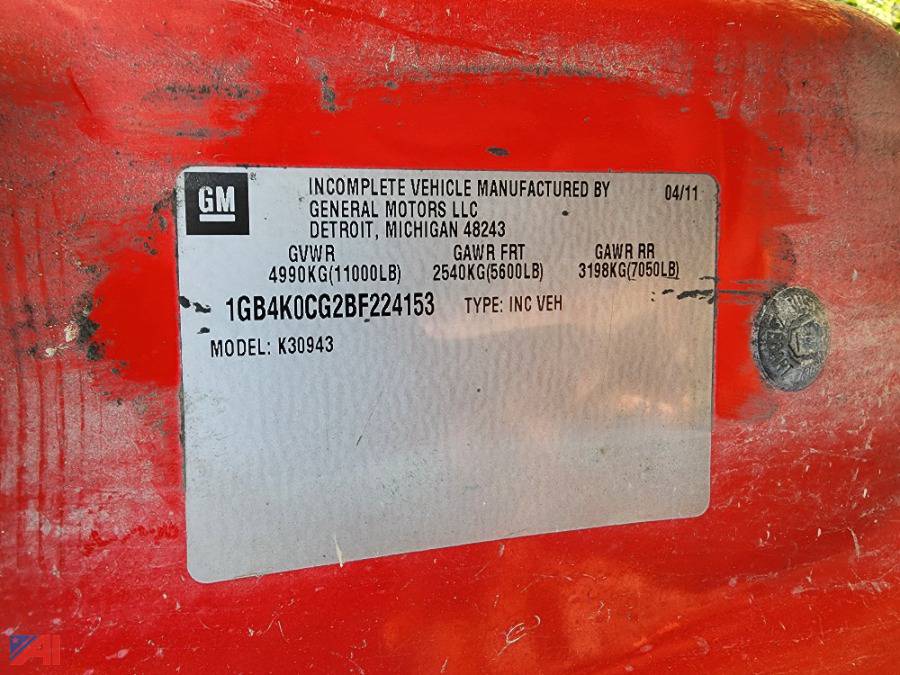 GM ®
INCOMPLETE VEHICLE MANUFACTURED BY 04/11
GENERAL MOTORS LLC
DETROIT, MICHIGAN 48243
GVWR GAWR FRT GAWR RR
4990KG(11000LB) 2540KG(5600LB) 3198KG(7050LB)
1GB4K0CG2BF224153 TYPE: INC VEH
MODEL: K30943
AI